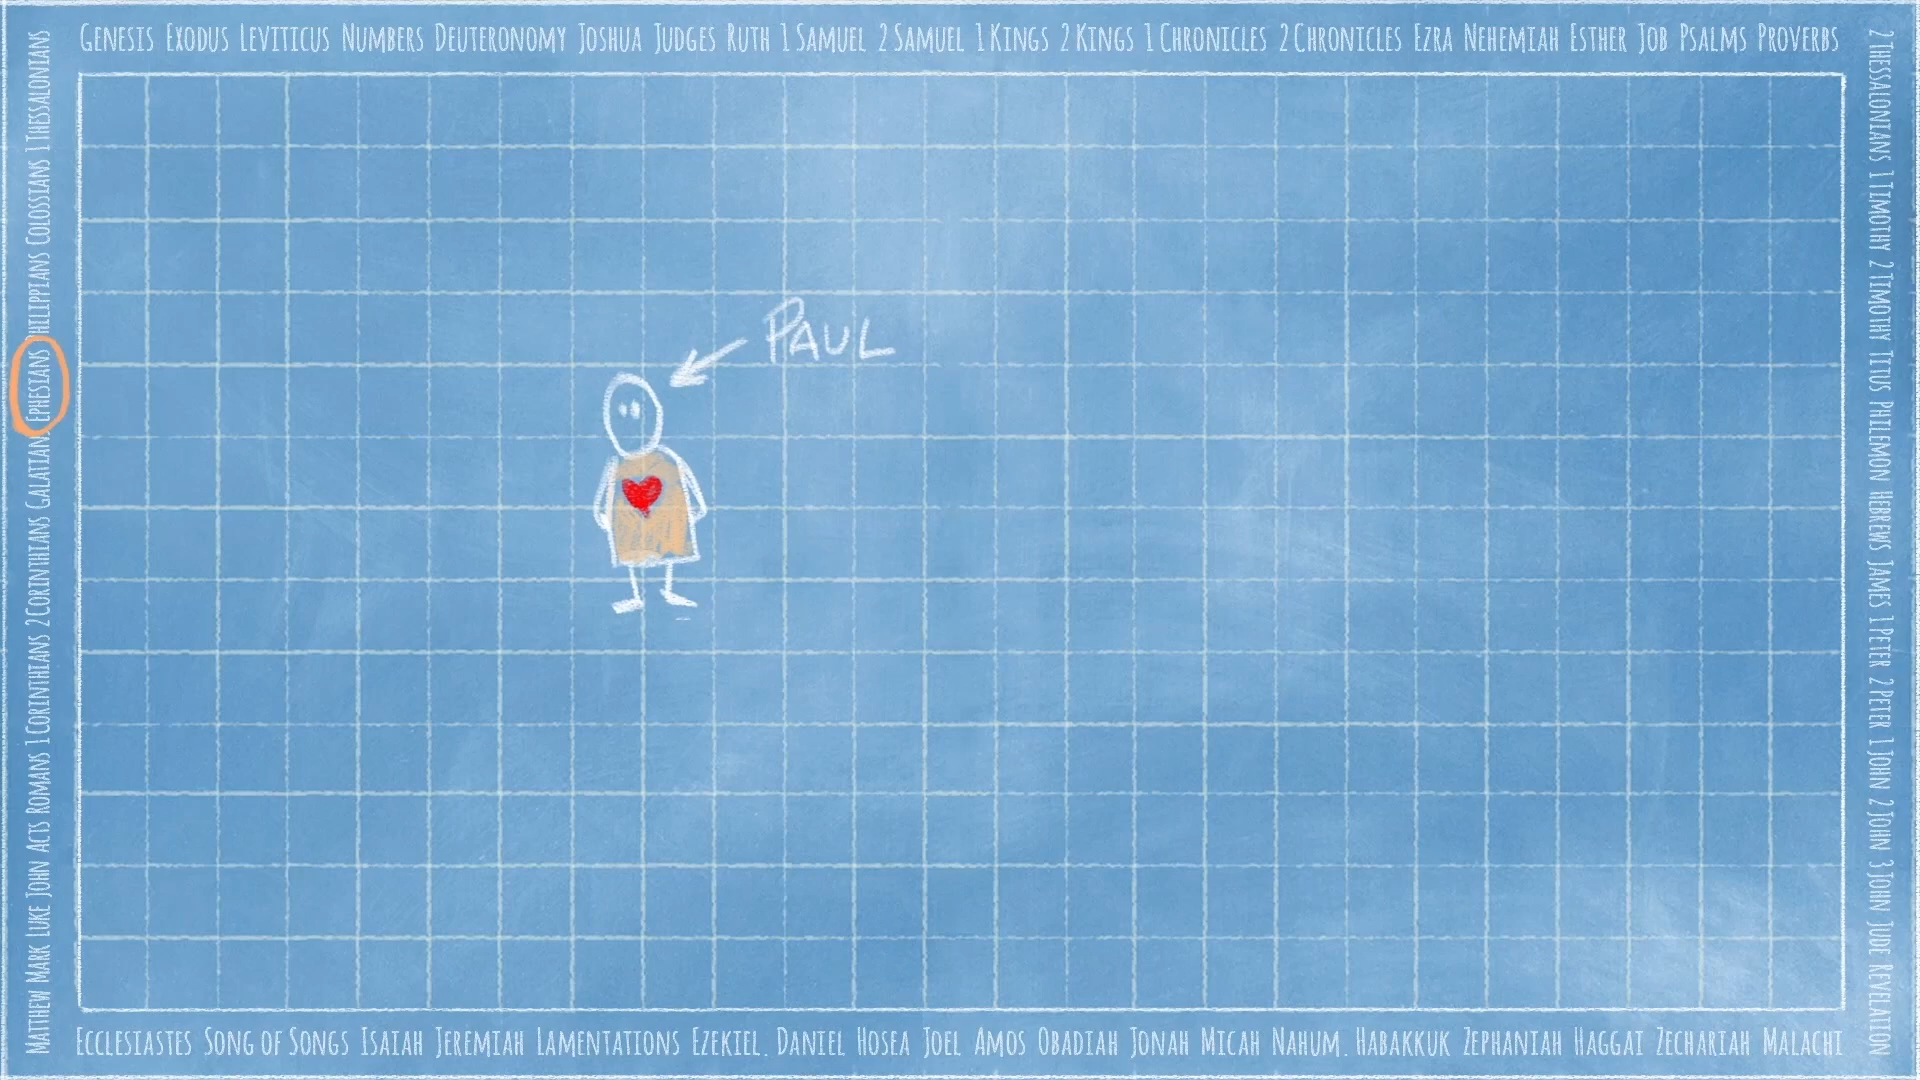 Genesis Exodus Leviticus Numbers Deuteronomy Joshua Judges Ruth 1 Samuel 2 Samuel 1 Kings 2 Kings 1 Chronicles 2 Chronicles Ezra Nehemiah Esther Job Psalms Proverbs
Matthew Mark Luke John Acts Romans 1 Corinthians 2 Corinthians Galatians Ephesians Philippians Colossians 1 Thessalonians
Paul
2 Thessalonians 1 Timothy 2 Timothy Titus Philemon Hebrews James 1 Peter 2 Peter 1 John 2 John 3 John Jude Revelation
Ecclesiastes Song of Songs Isaiah Jeremiah Lamentations Ezekiel. Daniel Hosea Joel Amos Obadiah Jonah Micah Nahum. Habakkuk Zephaniah Haggai Zechariah Malachi